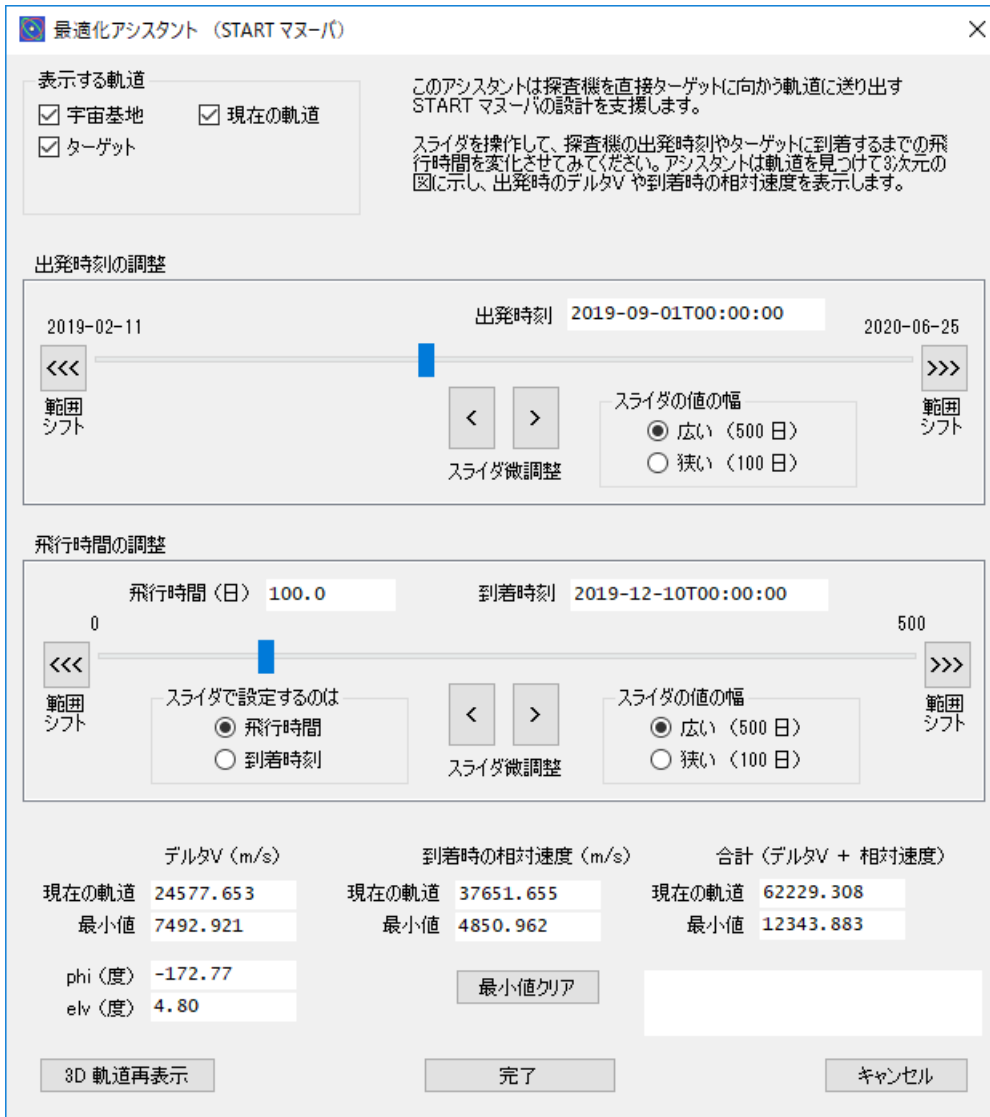 最適化アシスタント （START マヌーバ）
表示する軌道
宇宙基地
現在の軌道
ターゲット
このアシスタントは探査機を直接ターゲットに向かう軌道に送り出す
START マヌーバの設計を支援します。
スライダを操作して、探査機の出発時刻やターゲットに到着するまでの飛
行時間を変化させてみてください。アシスタントは軌道を見つけて3次元の
図に示し、出発時のデルタV や到着時の相対速度を表示します。
出発時刻の調整
2019-02-11
出発時刻 2019-09-01T00:00:00
2020-06-25
<<<
>>>
範囲
シフト
< >
スライダ微調整
スライダの値の幅
広い （500 日）
狭い （100 日）
範囲
シフト
飛行時間の調整
飛行時間（日） 100.0
到着時刻 2019-12-10T00:00:00
0
500
<<<
>>>
範囲
シフト
スライダで設定するのは
飛行時間
到着時刻
< >
スライダ微調整
スライダの値の幅
広い （500 日）
狭い （100 日）
範囲
シフト
デルタV（m/s）
到着時の相対速度（m/s）
合計（デルタV + 相対速度）
現在の軌道 24577.653
現在の軌道 37651.655
現在の軌道 62229.308
最小値 7492.921
最小値 4850.962
最小値 12343.883
phi（度） -172.77
elv（度） 4.80
最小値クリア
3D 軌道再表示
完了
キャンセル